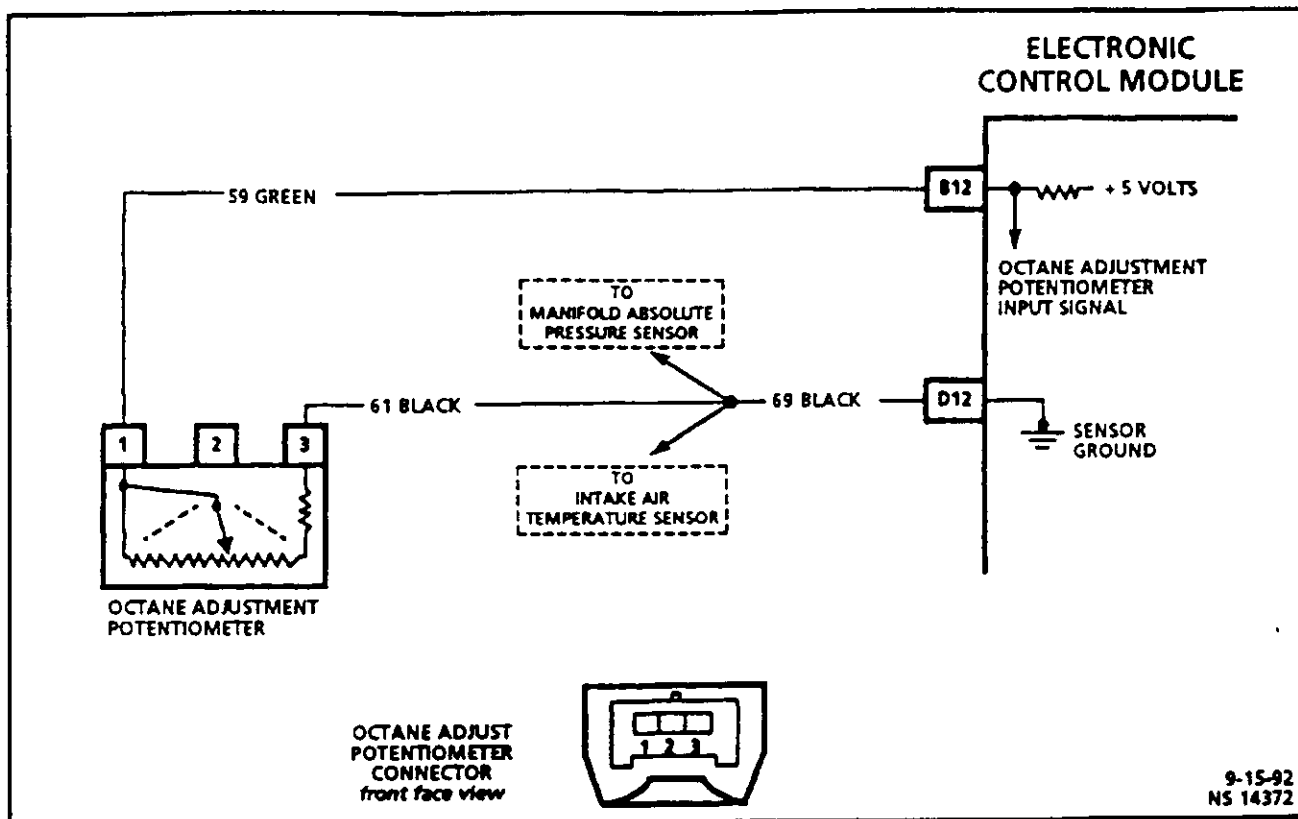 ELECTRONIC
CONTROL MODULE
59 GREEN
B12
+ 5 VOLTS
OCTANE ADJUSTMENT
POTENTIOMETER
INPUT SIGNAL
TO
MANIFOLD ABSOLUTE
PRESSURE SENSOR
61 BLACK
69 BLACK
D12
SENSOR
GROUND
1 2 3
TO
INTAKE AIR
TEMPERATURE SENSOR
OCTANE ADJUSTMENT
POTENTIOMETER
OCTANE ADJUST
POTENTIOMETER
CONNECTOR
front face view
1 2 3
9-15-92
NS 14372